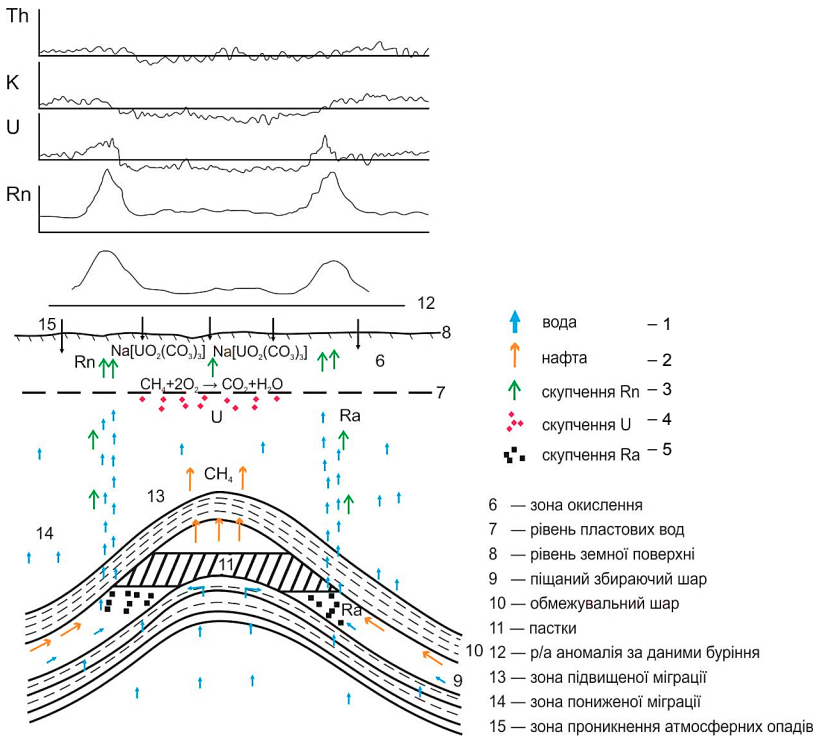 Th
K
U
Rn
12
15
8
Na[UO₂(CO₃)₃] Na[UO₂(CO₃)₃]
Rn
6
CH₄+2O₂ → CO₂+H₂O
7
U
Ra
CH₄
13
14
11
Ra
10
9
вода – 1
нафта – 2
скупчення Rn – 3
скупчення U – 4
скупчення Ra – 5
6 — зона окислення
7 — рівень пластових вод
8 — рівень земної поверхні
9 — піщаний збираючий шар
10 — обмежувальний шар
11 — пастки
12 — р/а аномалія за даними буріння
13 — зона підвищеної міграції
14 — зона пониженої міграції
15 — зона проникнення атмосферних опадів